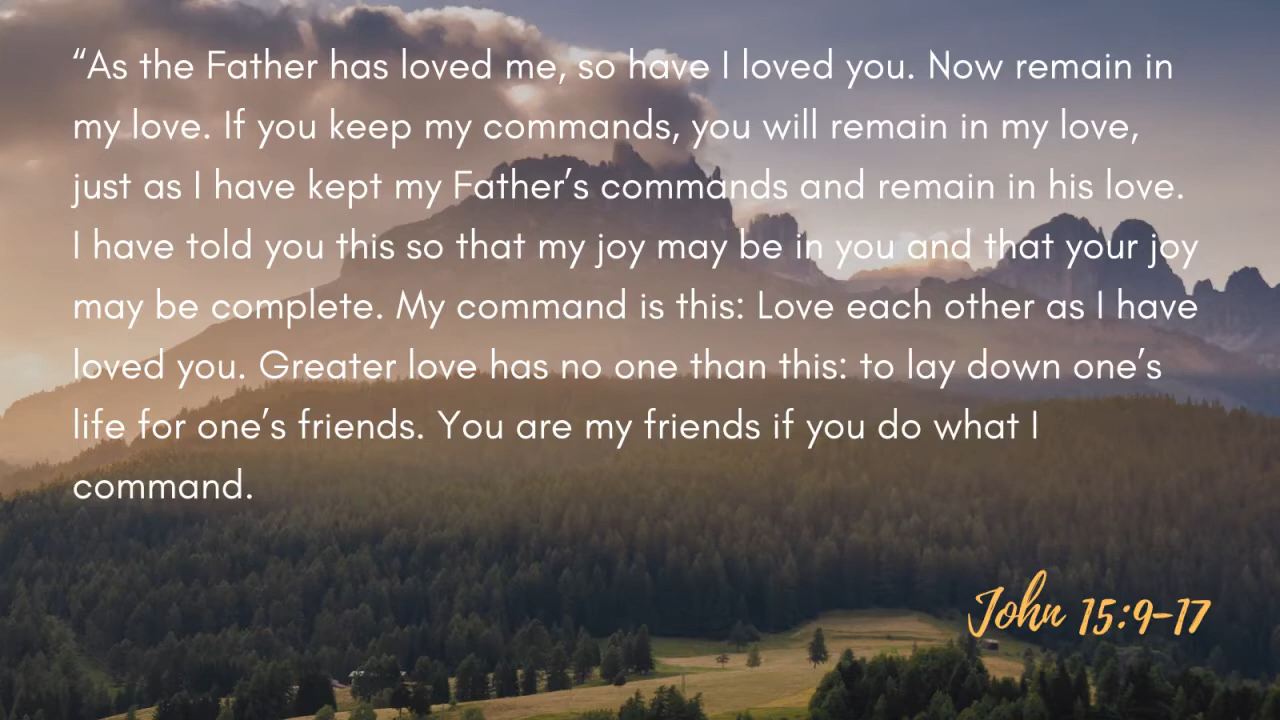 “As the Father has loved me, so have I loved you. Now remain in
my love. If you keep my commands, you will remain in my love,
just as I have kept my Father’s commands and remain in his love.
I have told you this so that my joy may be in you and that your joy
may be complete. My command is this: Love each other as I have
loved you. Greater love has no one than this: to lay down one’s
life for one’s friends. You are my friends if you do what I
command.
John 15:9-17